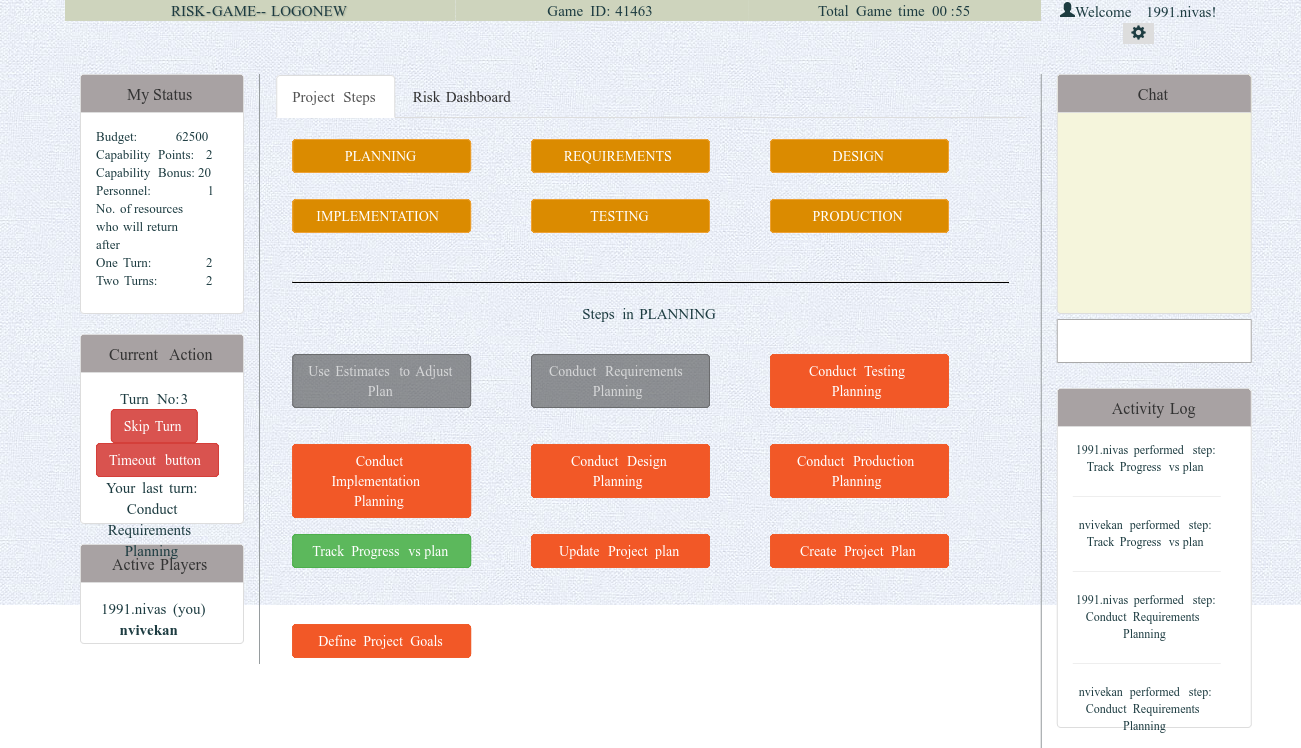 RISK-GAME-- LOGONEW Game ID: 41463 Total Game time 00 :55 Welcome 1991.nivas!
My Status
Budget: 62500
Capability Points: 2
Capability Bonus: 20
Personnel: 1
No. of resources
who will return
after
One Turn: 2
Two Turns: 2
Current Action
Turn No:3
Skip Turn
Timeout button
Your last turn:
Conduct
Requirements
Planning
Active Players
1991.nivas (you)
nvivekan
Project Steps Risk Dashboard
PLANNING REQUIREMENTS DESIGN
IMPLEMENTATION TESTING PRODUCTION
Steps in PLANNING
Use Estimates to Adjust
Plan
Conduct Requirements
Planning
Conduct Testing
Planning
Conduct
Implementation
Planning
Conduct Design
Planning
Conduct Production
Planning
Track Progress vs plan Update Project plan Create Project Plan
Define Project Goals
Chat
Activity Log
1991.nivas performed step:
Track Progress vs plan
nvivekan performed step:
Track Progress vs plan
1991.nivas performed step:
Conduct Requirements
Planning
nvivekan performed step:
Conduct Requirements
Planning